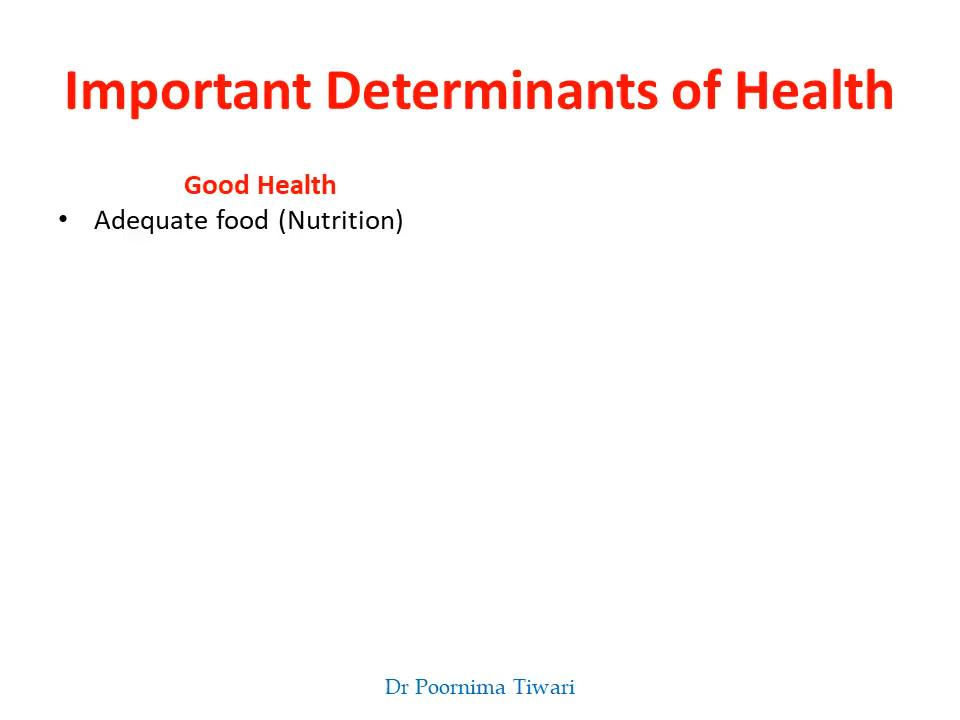 Important Determinants of Health
Good Health
• Adequate food (Nutrition)
Dr Poornima Tiwari